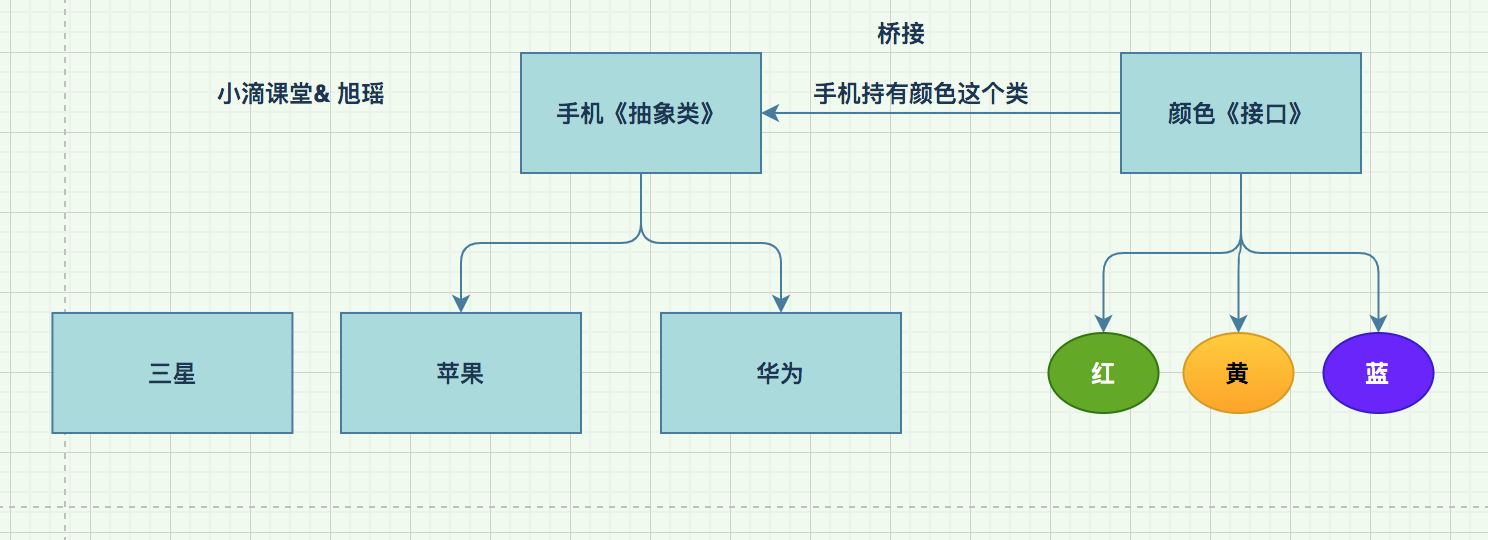 桥接
小滴课堂& 旭瑶
手机《抽象类》
手机持有颜色这个类
颜色《接口》
三星
苹果
华为
红
黄
蓝